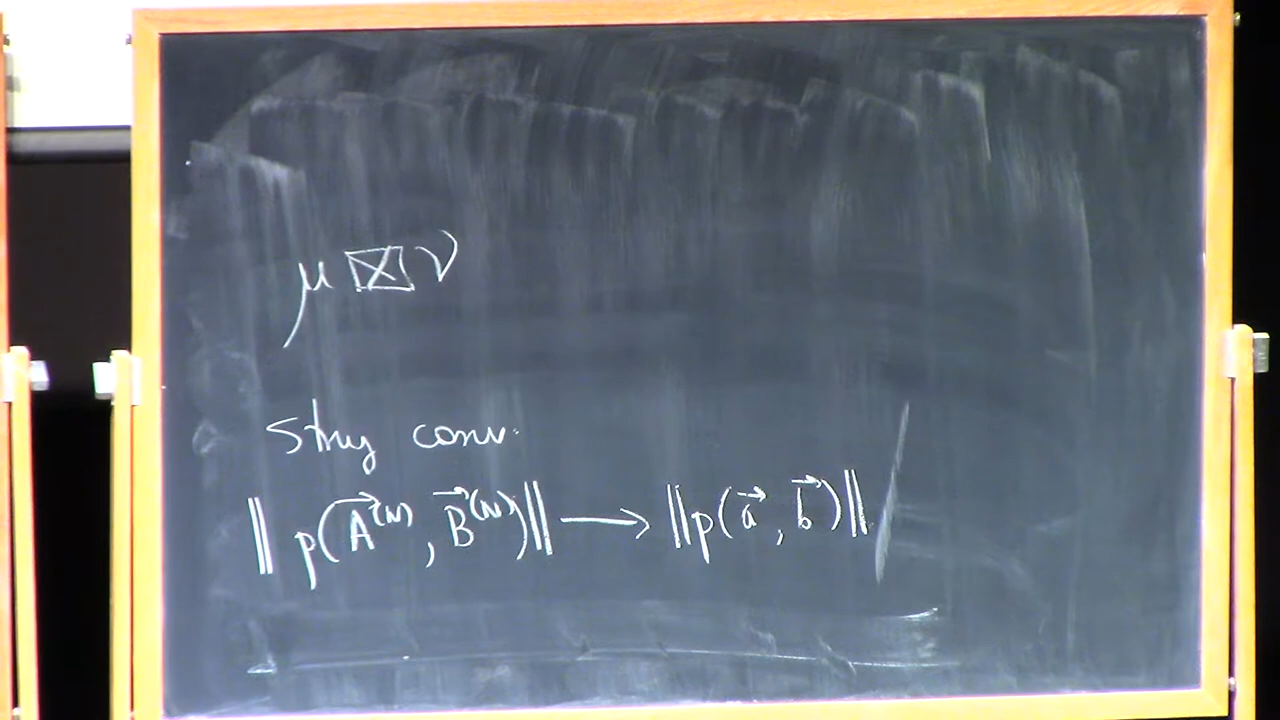 μ ⊠ ν
Strg conv.
‖ p(A⃗^(N), B⃗^(N)) ‖ ⟶ ‖ p(a⃗, b⃗) ‖